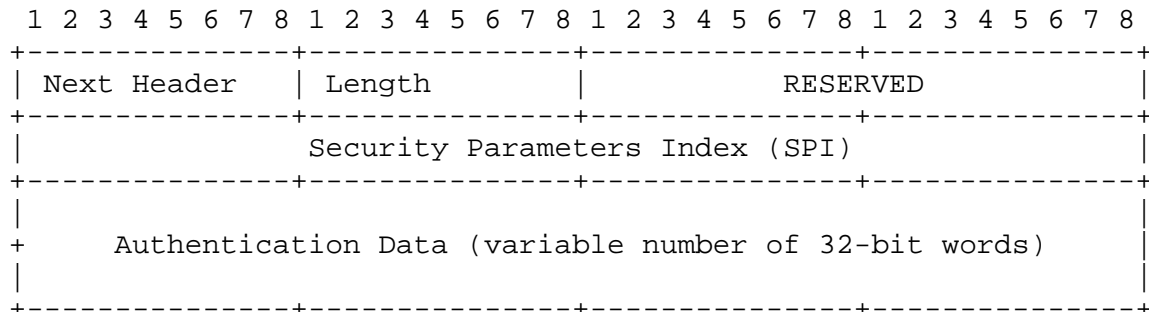 1 2 3 4 5 6 7 8 1 2 3 4 5 6 7 8 1 2 3 4 5 6 7 8 1 2 3 4 5 6 7 8
+---------------+---------------+---------------+---------------+
| Next Header | Length | RESERVED |
+---------------+---------------+---------------+---------------+
| Security Parameters Index (SPI) |
+---------------+---------------+---------------+---------------+
| |
+ Authentication Data (variable number of 32-bit words) |
| |
+---------------+---------------+---------------+---------------+